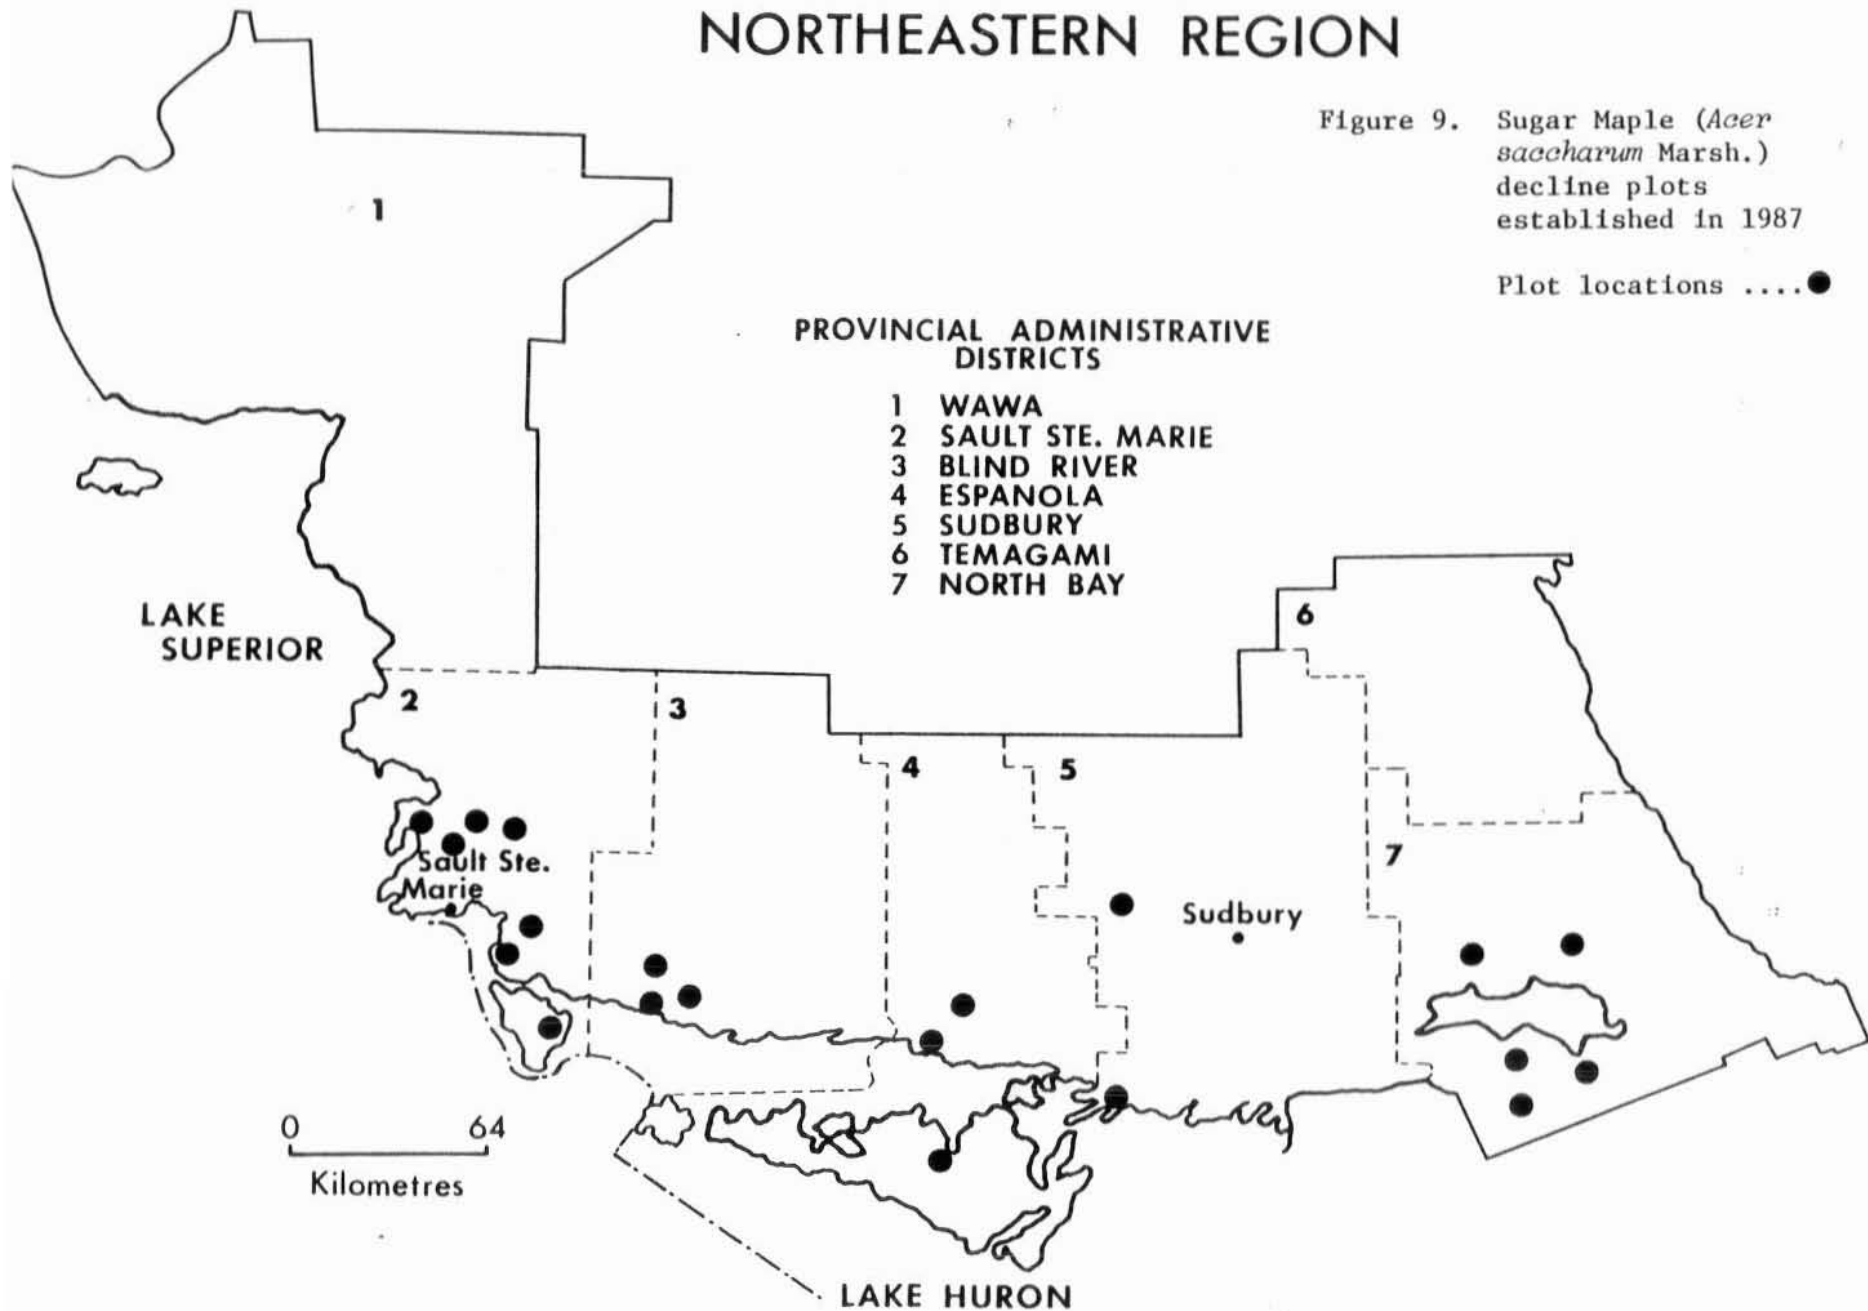 NORTHEASTERN REGION
Figure 9. Sugar Maple (Acer
saccharum Marsh.)
decline plots
established in 1987
Plot locations ....●
PROVINCIAL ADMINISTRATIVE
DISTRICTS
1 WAWA
2 SAULT STE. MARIE
3 BLIND RIVER
4 ESPANOLA
5 SUDBURY
6 TEMAGAMI
7 NORTH BAY
1
LAKE
SUPERIOR
2
3
4
5
6
7
Sault Ste.
Marie
Sudbury
0 64
Kilometres
LAKE HURON